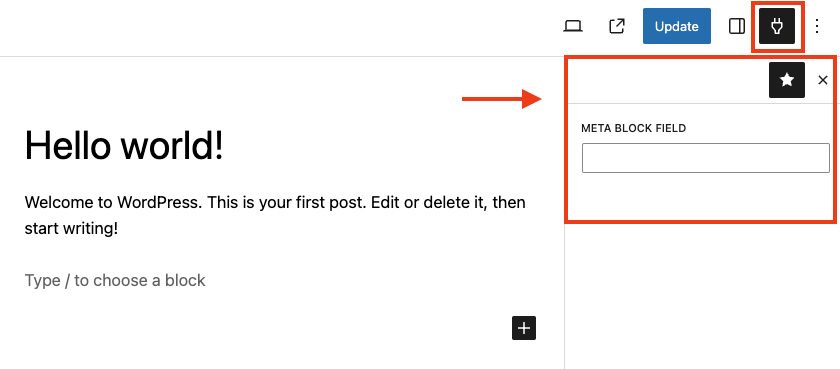 Update
META BLOCK FIELD
Hello world!
Welcome to WordPress. This is your first post. Edit or delete it, then
start writing!
Type / to choose a block